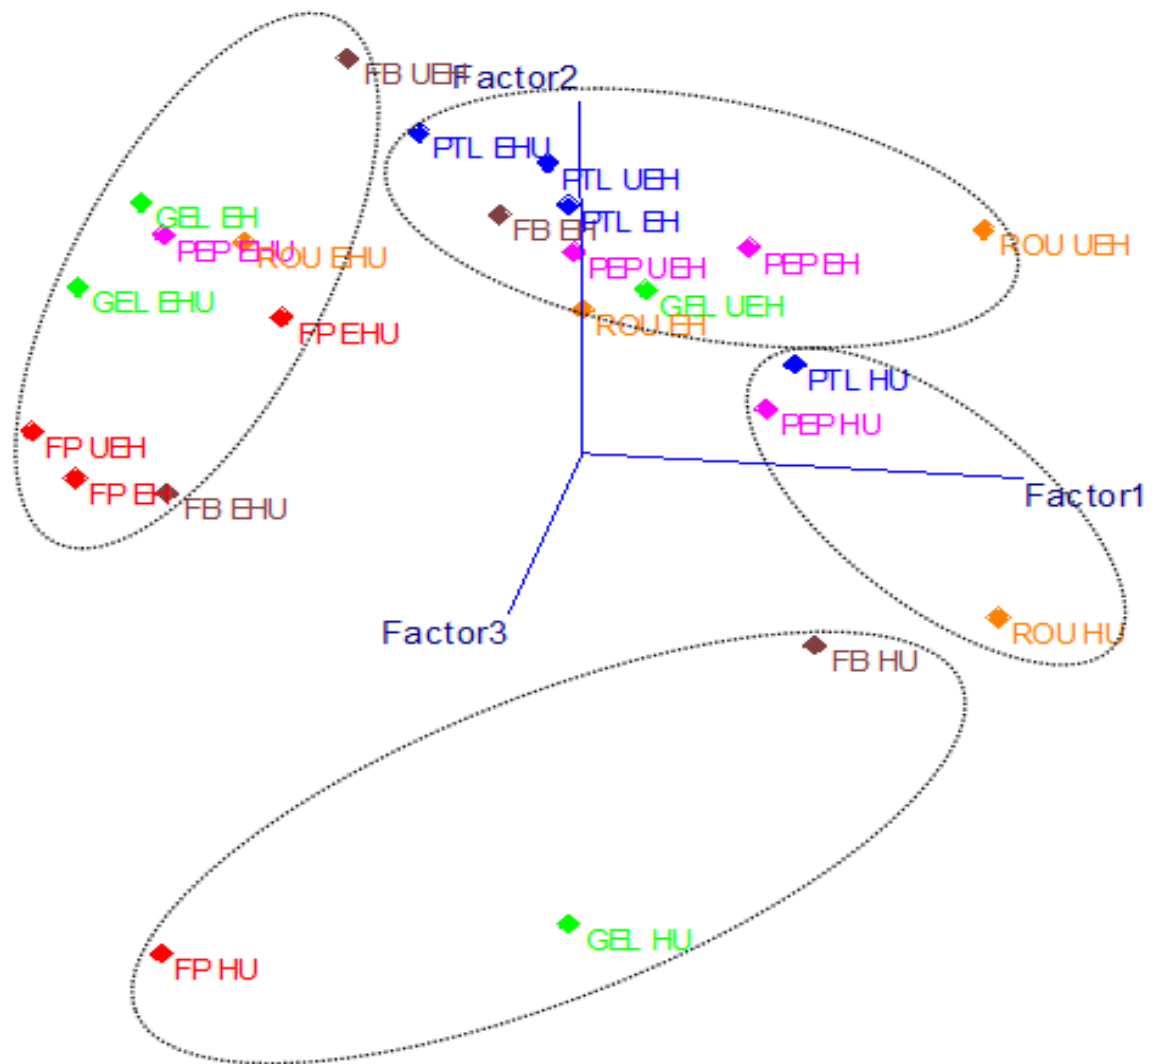 FB UEH
Factor2
PTL EHU
PTL UEH
GEL EH
PTL EH
FB EH
PEP EHU
ROU EHU
ROU UEH
PEP UEH
PEP EH
GEL EHU
GEL UEH
FP EHU
ROU EH
PTL HU
PEP HU
FP UEH
FP EH
FB EHU
Factor1
Factor3
ROU HU
FB HU
GEL HU
FP HU